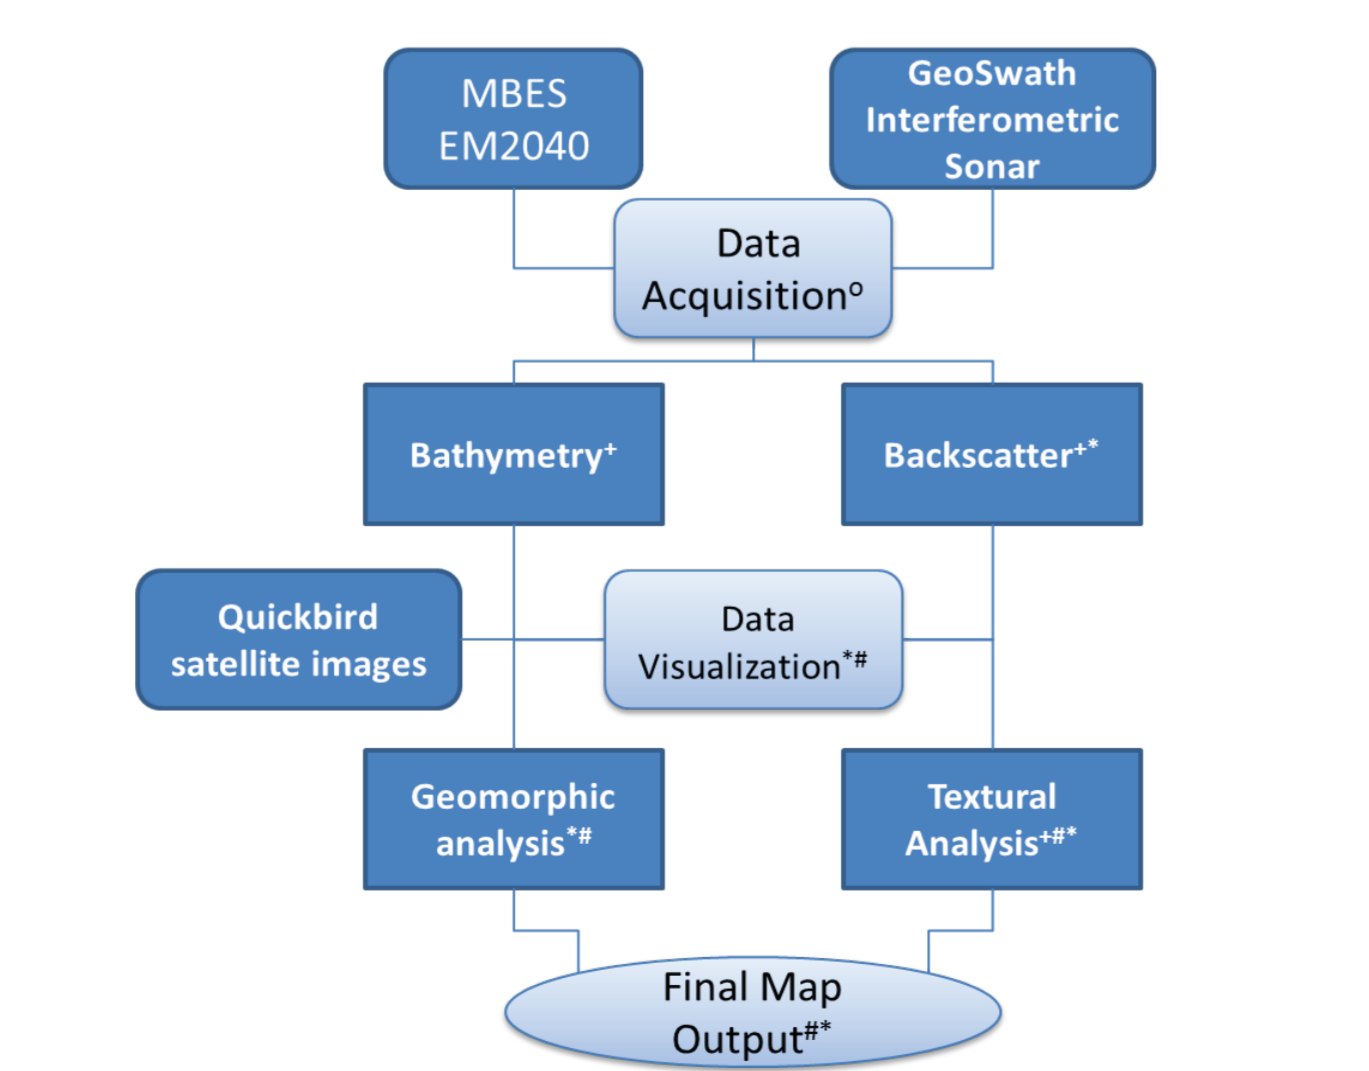 MBES
EM2040
GeoSwath
Interferometric
Sonar
Data
Acquisitionᵒ
Bathymetry⁺
Backscatter⁺*
Quickbird
satellite images
Data
Visualization*#
Geomorphic
analysis*#
Textural
Analysis⁺#*
Final Map
Output#*